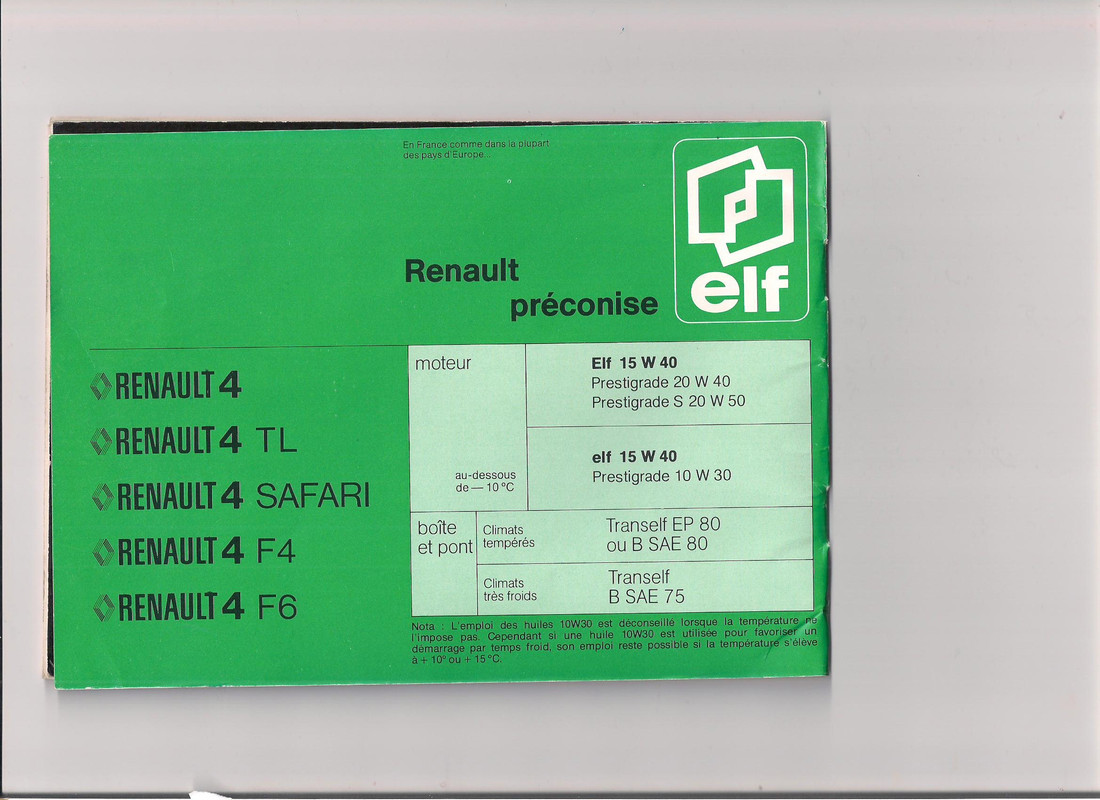 En France comme dans la plupart
des pays d'Europe...
elf
Renault
préconise
RENAULT 4
RENAULT 4 TL
RENAULT 4 SAFARI
RENAULT 4 F4
RENAULT 4 F6
moteur
Elf 15 W 40
Prestigrade 20 W 40
Prestigrade S 20 W 50
au-dessous
de — 10 °C
elf 15 W 40
Prestigrade 10 W 30
boîte
et pont
Climats
tempérés
Tranself EP 80
ou B SAE 80
Climats
très froids
Tranself
B SAE 75
Nota : L'emploi des huiles 10W30 est déconseillé lorsque la température ne
l'impose pas. Cependant si une huile 10W30 est utilisée pour favoriser un
démarrage par temps froid, son emploi reste possible si la température s'élève
à + 10° ou + 15 °C.